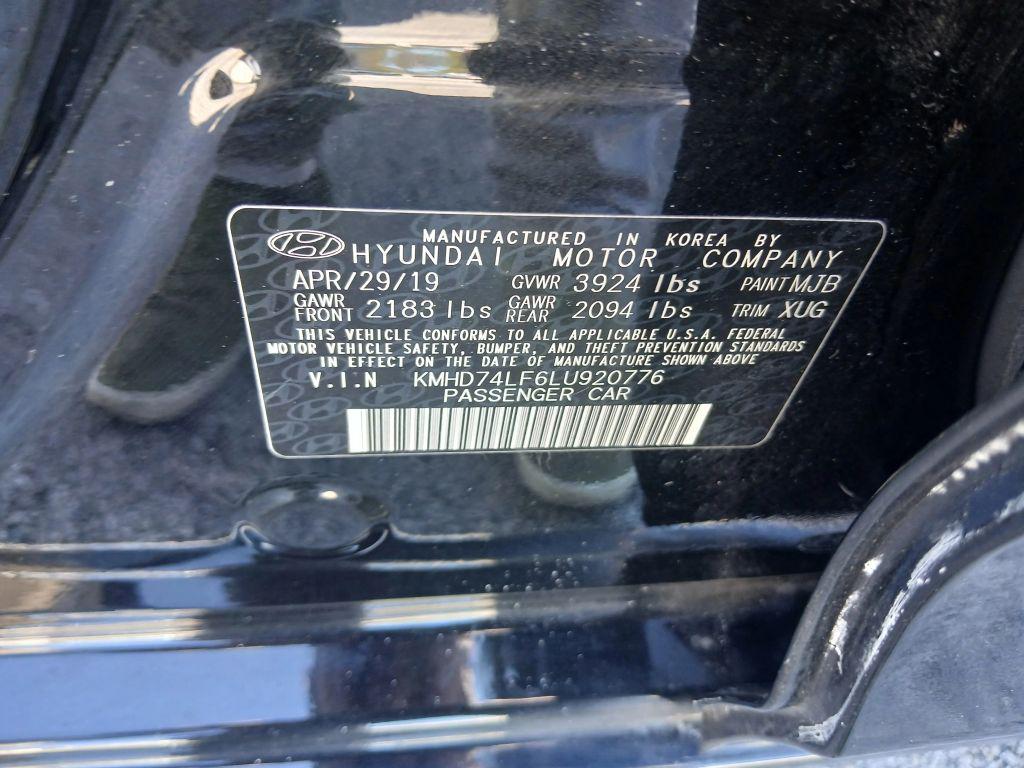 MANUFACTURED IN KOREA BY
HYUNDAI MOTOR COMPANY
APR/29/19 GVWR 3924 lbs PAINT MJB
GAWR FRONT 2183 lbs GAWR REAR 2094 lbs TRIM XUG
THIS VEHICLE CONFORMS TO ALL APPLICABLE U.S.A. FEDERAL
MOTOR VEHICLE SAFETY, BUMPER, AND THEFT PREVENTION STANDARDS
IN EFFECT ON THE DATE OF MANUFACTURE SHOWN ABOVE
V.I.N KMHD74LF6LU920776
PASSENGER CAR